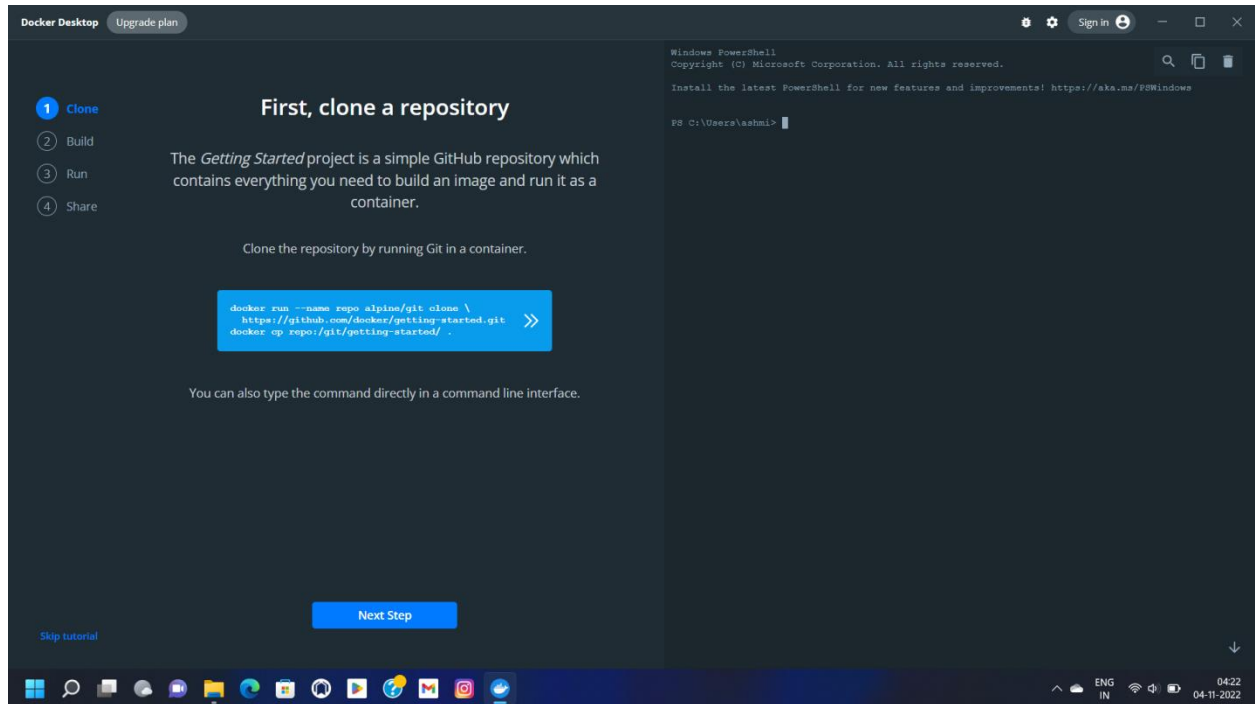 Docker Desktop Upgrade plan
Sign in
1 Clone
2 Build
3 Run
4 Share
First, clone a repository
The Getting Started project is a simple GitHub repository which
contains everything you need to build an image and run it as a
container.
Clone the repository by running Git in a container.
docker run --name repo alpine/git clone \
https://github.com/docker/getting-started.git
docker cp repo:/git/getting-started/ .
You can also type the command directly in a command line interface.
Next Step
Skip tutorial
Windows PowerShell
Copyright (C) Microsoft Corporation. All rights reserved.
Install the latest PowerShell for new features and improvements! https://aka.ms/PSWindows
PS C:\Users\ashmi>
ENG
IN
04:22
04-11-2022